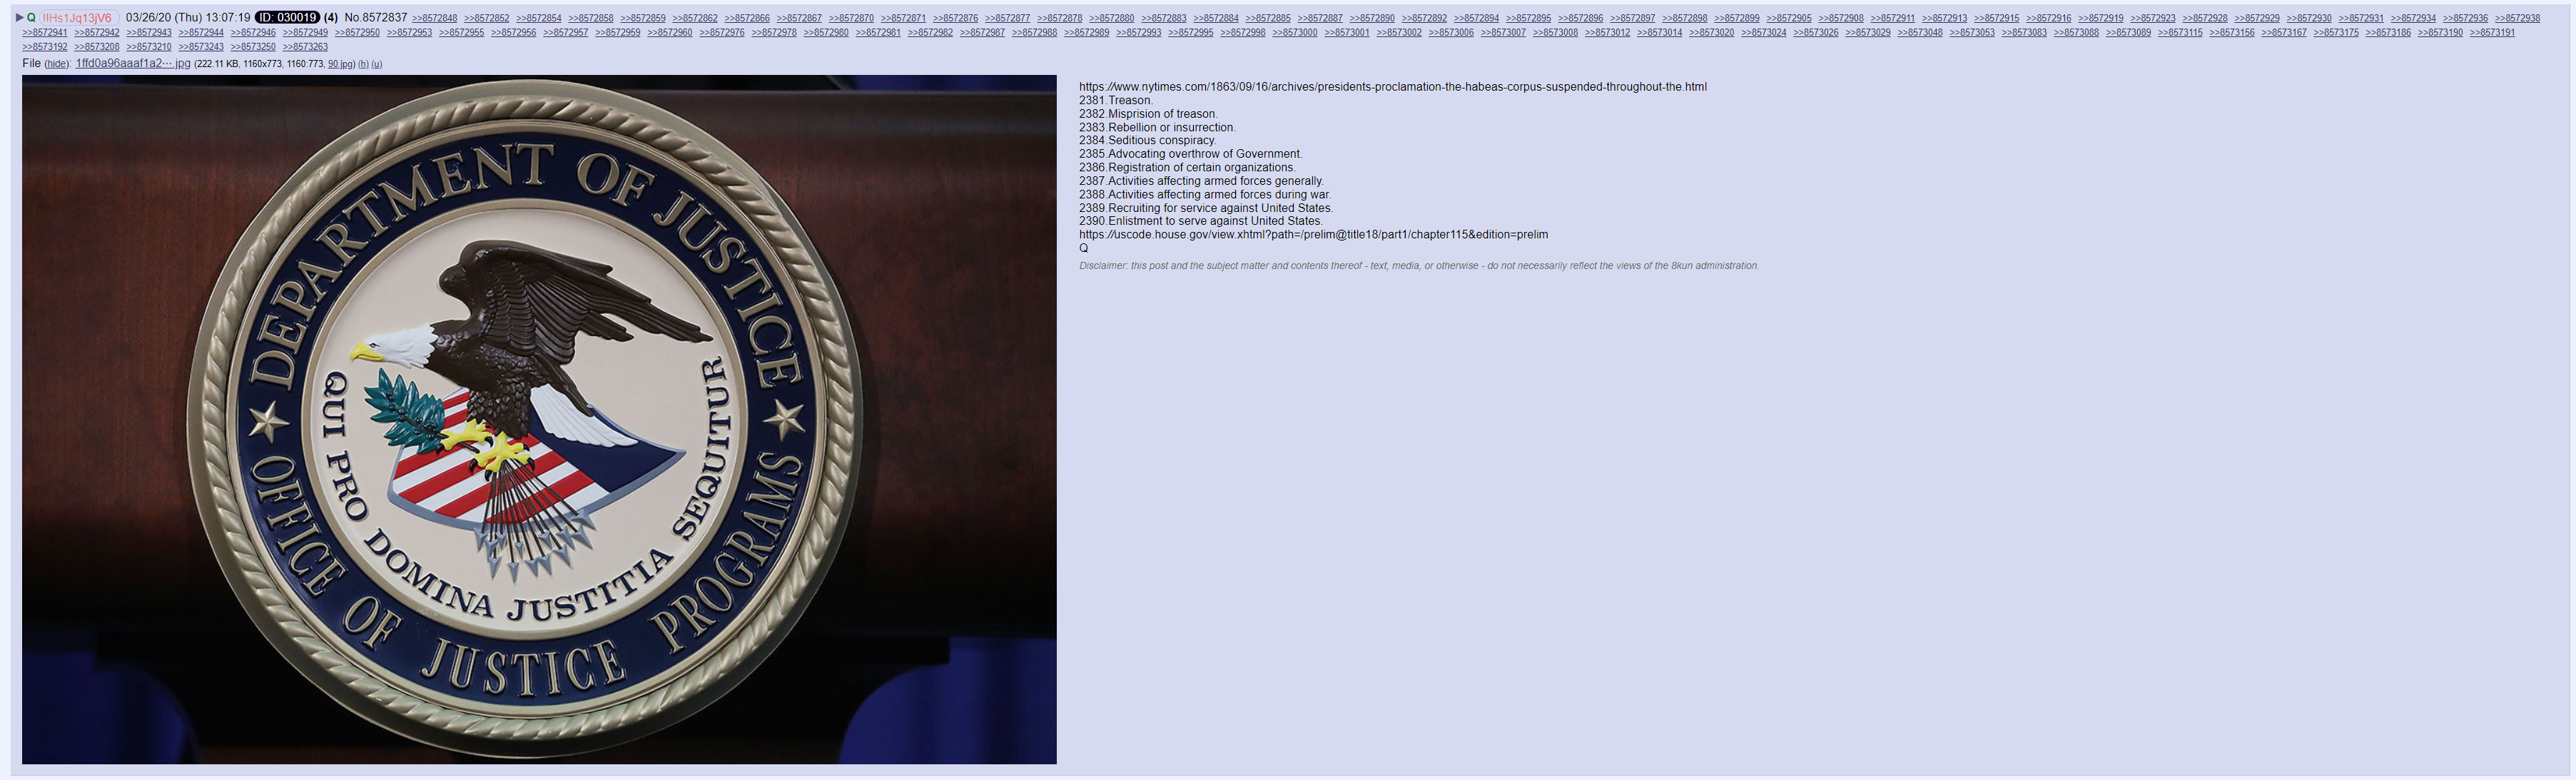 ▶ Q !!Hs1Jq13jV6 03/26/20 (Thu) 13:07:19 ID: 030019 (4) No.8572837 >>8572848 >>8572852 >>8572854 >>8572858 >>8572859 >>8572862 >>8572866 >>8572867 >>8572870 >>8572871 >>8572876 >>8572877 >>8572878 >>8572880 >>8572883 >>8572884 >>8572885 >>8572887 >>8572890 >>8572892 >>8572894 >>8572895 >>8572896 >>8572897 >>8572898 >>8572899 >>8572905 >>8572908 >>8572911 >>8572913 >>8572915 >>8572916 >>8572919 >>8572923 >>8572928 >>8572929 >>8572930 >>8572931 >>8572934 >>8572936 >>8572938
>>8572941 >>8572942 >>8572943 >>8572944 >>8572946 >>8572949 >>8572950 >>8572953 >>8572955 >>8572956 >>8572957 >>8572959 >>8572960 >>8572976 >>8572978 >>8572980 >>8572981 >>8572982 >>8572987 >>8572988 >>8572989 >>8572993 >>8572995 >>8572998 >>8573000 >>8573001 >>8573002 >>8573006 >>8573007 >>8573008 >>8573012 >>8573014 >>8573020 >>8573024 >>8573026 >>8573029 >>8573048 >>8573053 >>8573083 >>8573088 >>8573089 >>8573115 >>8573156 >>8573167 >>8573175 >>8573186 >>8573190 >>8573191
>>8573192 >>8573208 >>8573210 >>8573243 >>8573250 >>8573263
File (hide): 1ffd0a96aaaf1a2⋯.jpg (222.11 KB, 1160x773, 1160:773, 90.jpg) (h) (u)
DEPARTMENT OF JUSTICE
OFFICE OF JUSTICE PROGRAMS
QUI PRO DOMINA JUSTITIA SEQUITUR
https://www.nytimes.com/1863/09/16/archives/presidents-proclamation-the-habeas-corpus-suspended-throughout-the.html
2381.Treason.
2382.Misprision of treason.
2383.Rebellion or insurrection.
2384.Seditious conspiracy.
2385.Advocating overthrow of Government.
2386.Registration of certain organizations.
2387.Activities affecting armed forces generally.
2388.Activities affecting armed forces during war.
2389.Recruiting for service against United States.
2390.Enlistment to serve against United States.
https://uscode.house.gov/view.xhtml?path=/prelim@title18/part1/chapter115&edition=prelim
Q
Disclaimer: this post and the subject matter and contents thereof - text, media, or otherwise - do not necessarily reflect the views of the 8kun administration.